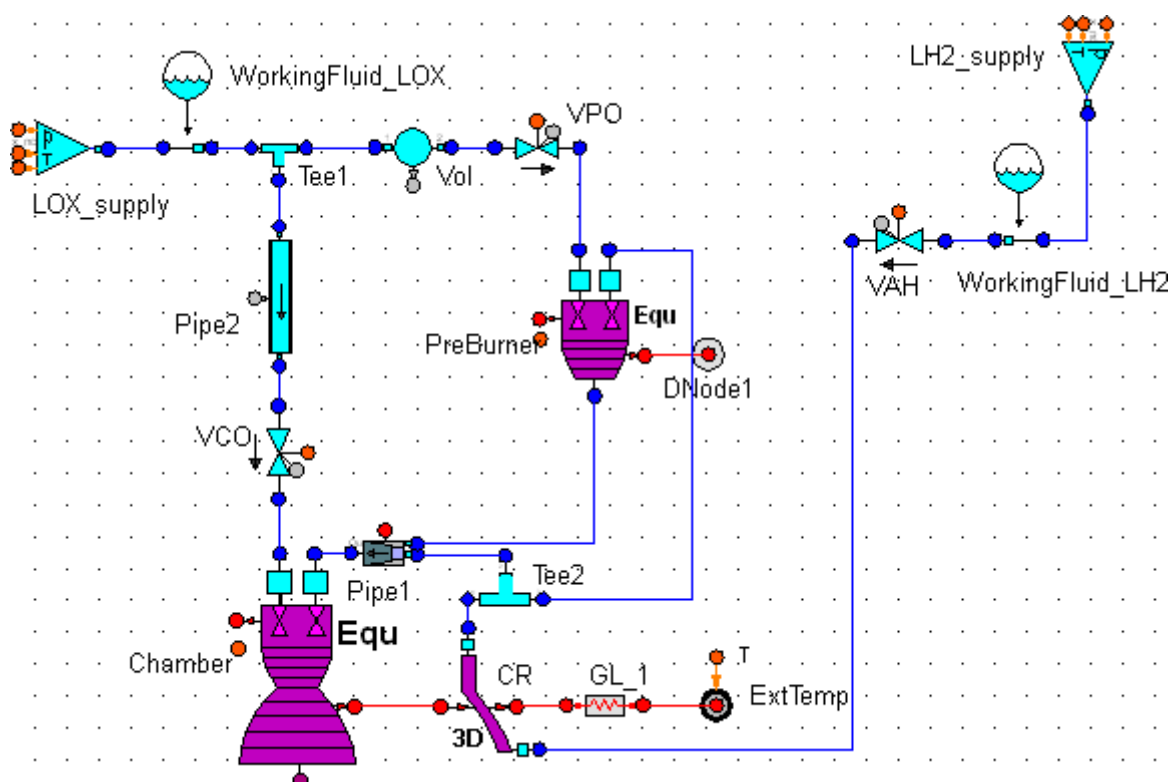 LH2_supply
WorkingFluid_LOX
VPO
p
T
Tee1
Vol
LOX_supply
VAH
WorkingFluid_LH2
Pipe2
Equ
PreBurner
DNode1
VCO
Pipe1
Tee2
Equ
Chamber
CR
GL_1
T
ExtTemp
3D